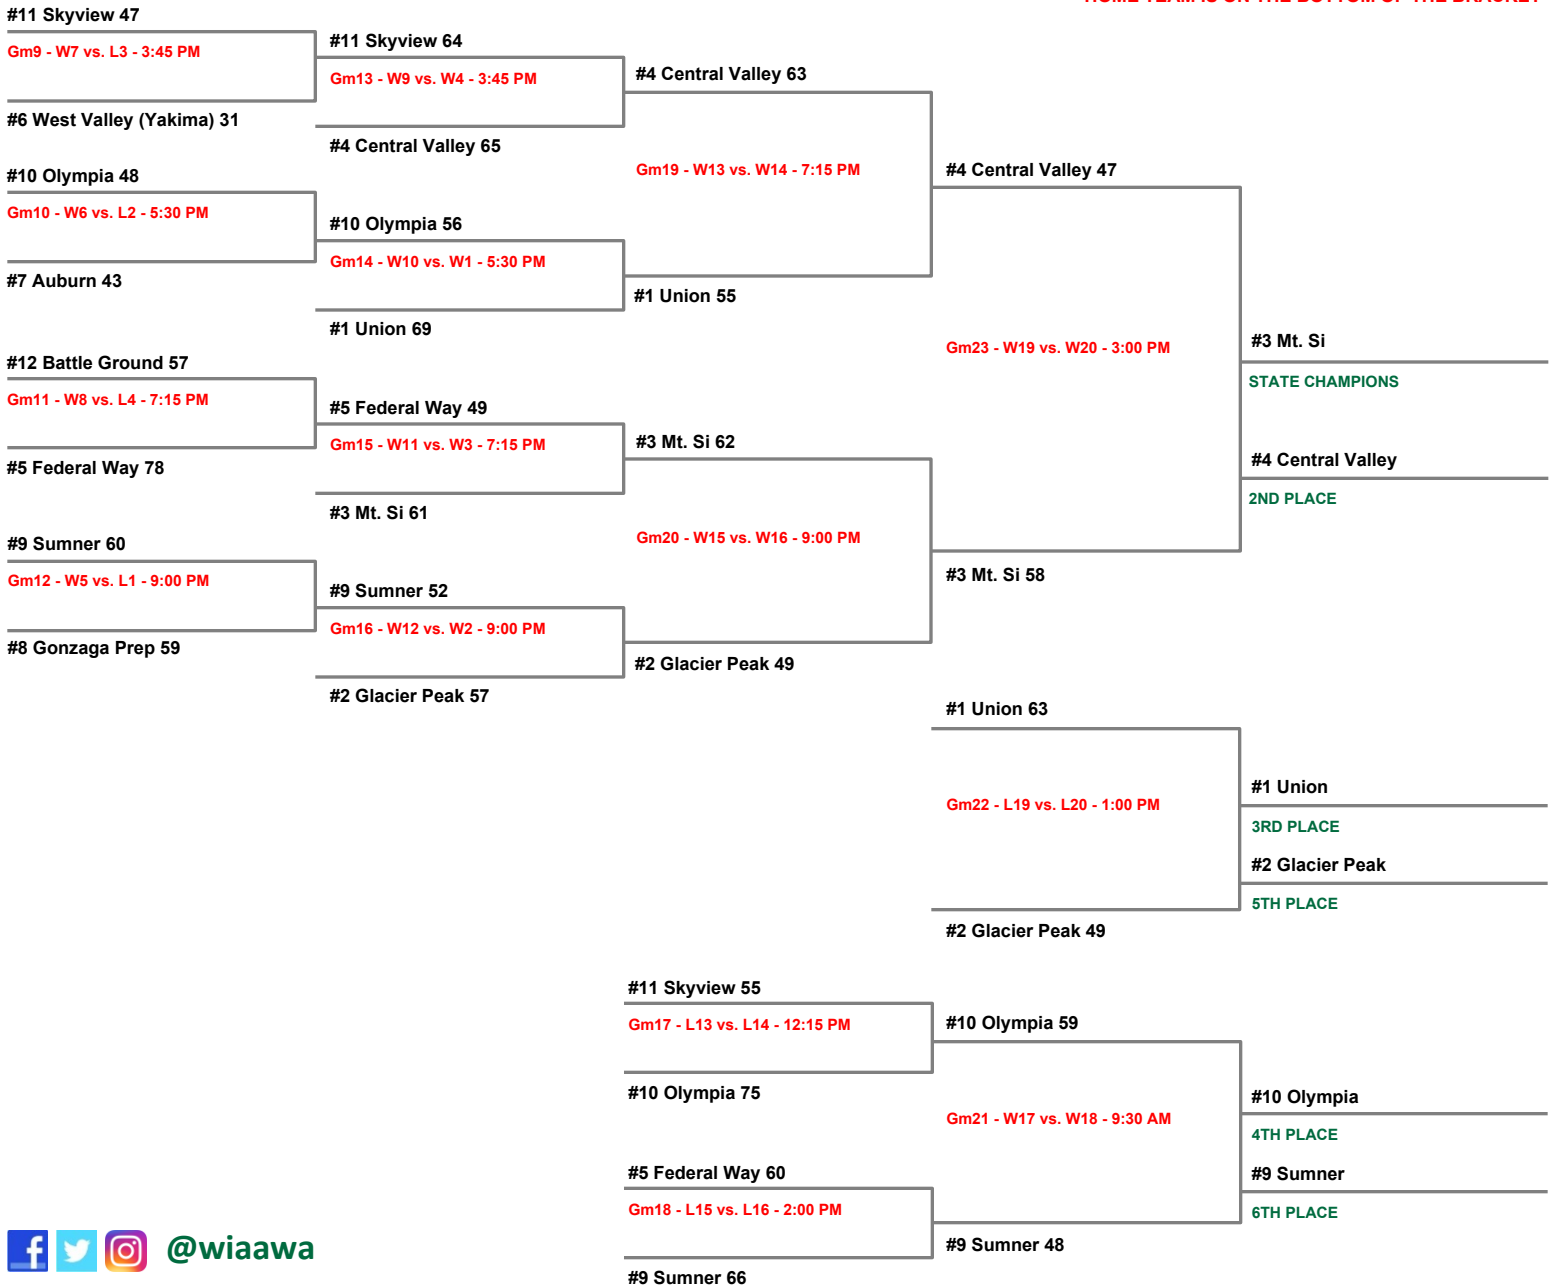 HOME TEAM IS ON THE BOTTOM OF THE BRACKET
#11 Skyview 47
Gm9 - W7 vs. L3 - 3:45 PM
#6 West Valley (Yakima) 31
#10 Olympia 48
Gm10 - W6 vs. L2 - 5:30 PM
#7 Auburn 43
#12 Battle Ground 57
Gm11 - W8 vs. L4 - 7:15 PM
#5 Federal Way 78
#9 Sumner 60
Gm12 - W5 vs. L1 - 9:00 PM
#8 Gonzaga Prep 59
#11 Skyview 64
Gm13 - W9 vs. W4 - 3:45 PM
#4 Central Valley 65
#10 Olympia 56
Gm14 - W10 vs. W1 - 5:30 PM
#1 Union 69
#5 Federal Way 49
Gm15 - W11 vs. W3 - 7:15 PM
#3 Mt. Si 61
#9 Sumner 52
Gm16 - W12 vs. W2 - 9:00 PM
#2 Glacier Peak 57
#4 Central Valley 63
Gm19 - W13 vs. W14 - 7:15 PM
#1 Union 55
#3 Mt. Si 62
Gm20 - W15 vs. W16 - 9:00 PM
#2 Glacier Peak 49
#4 Central Valley 47
Gm23 - W19 vs. W20 - 3:00 PM
#3 Mt. Si 58
#3 Mt. Si
STATE CHAMPIONS
#4 Central Valley
2ND PLACE
#1 Union 63
Gm22 - L19 vs. L20 - 1:00 PM
#2 Glacier Peak 49
#1 Union
3RD PLACE
#2 Glacier Peak
5TH PLACE
#11 Skyview 55
Gm17 - L13 vs. L14 - 12:15 PM
#10 Olympia 75
#5 Federal Way 60
Gm18 - L15 vs. L16 - 2:00 PM
#9 Sumner 66
#10 Olympia 59
Gm21 - W17 vs. W18 - 9:30 AM
#9 Sumner 48
#10 Olympia
4TH PLACE
#9 Sumner
6TH PLACE
@wiaawa